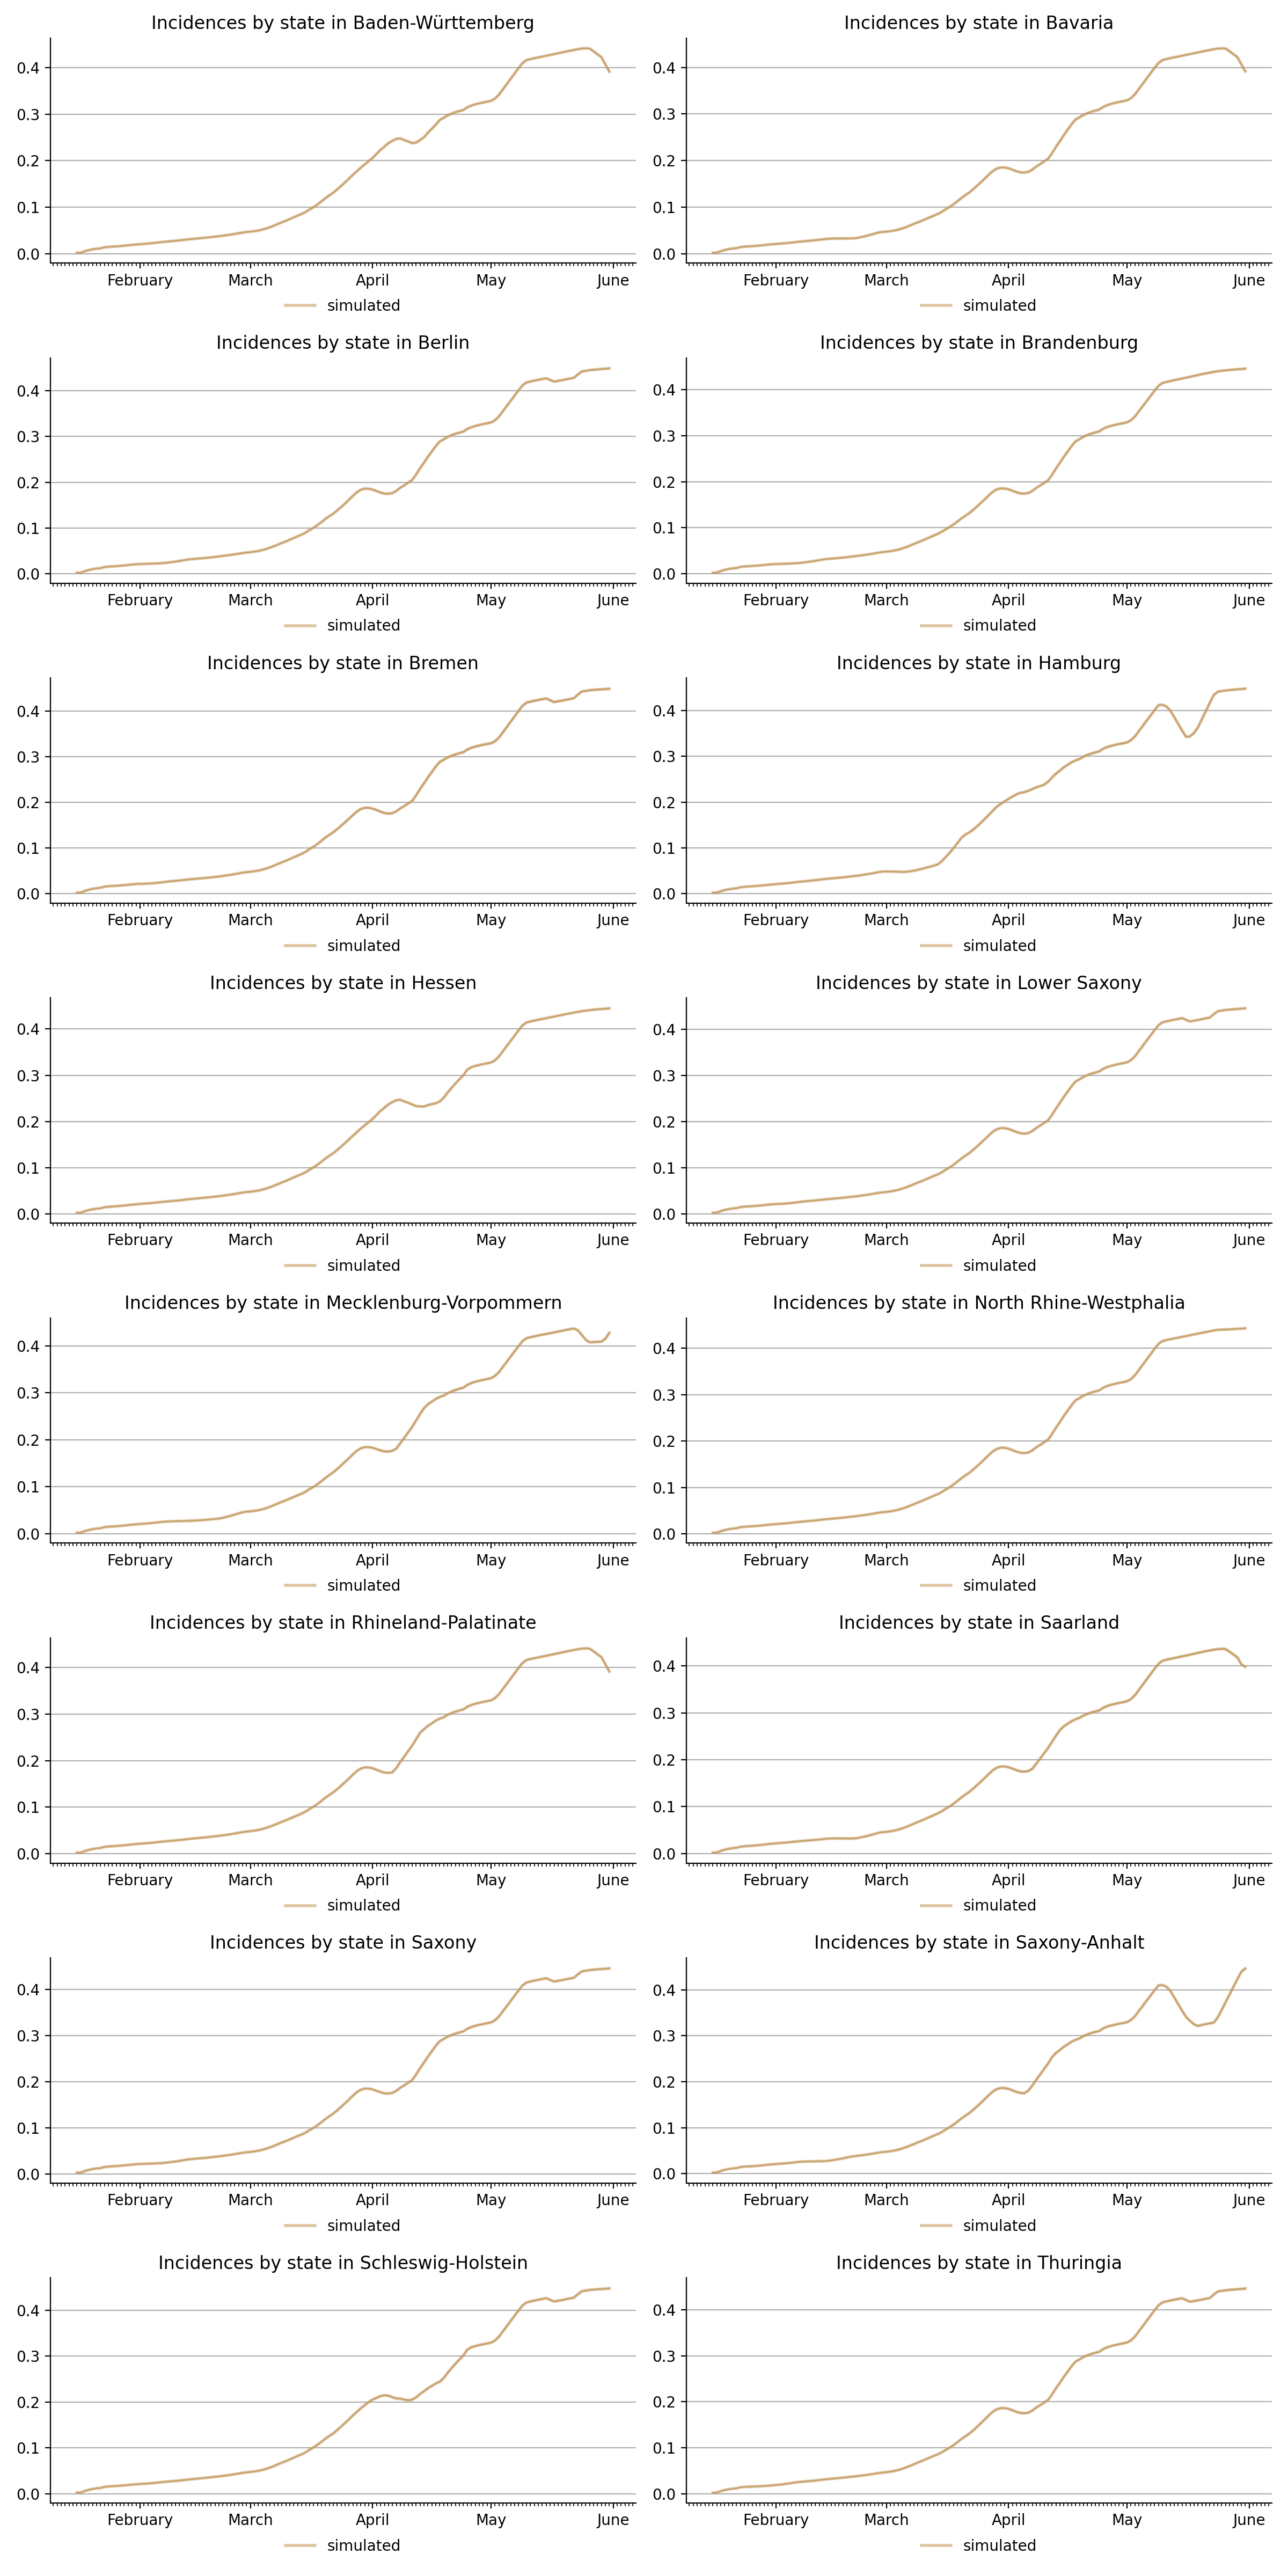 Incidences by state in Baden-Württemberg
0.4
0.3
0.2
0.1
0.0
February March April May June
simulated
Incidences by state in Bavaria
0.4
0.3
0.2
0.1
0.0
February March April May June
simulated
Incidences by state in Berlin
0.4
0.3
0.2
0.1
0.0
February March April May June
simulated
Incidences by state in Brandenburg
0.4
0.3
0.2
0.1
0.0
February March April May June
simulated
Incidences by state in Bremen
0.4
0.3
0.2
0.1
0.0
February March April May June
simulated
Incidences by state in Hamburg
0.4
0.3
0.2
0.1
0.0
February March April May June
simulated
Incidences by state in Hessen
0.4
0.3
0.2
0.1
0.0
February March April May June
simulated
Incidences by state in Lower Saxony
0.4
0.3
0.2
0.1
0.0
February March April May June
simulated
Incidences by state in Mecklenburg-Vorpommern
0.4
0.3
0.2
0.1
0.0
February March April May June
simulated
Incidences by state in North Rhine-Westphalia
0.4
0.3
0.2
0.1
0.0
February March April May June
simulated
Incidences by state in Rhineland-Palatinate
0.4
0.3
0.2
0.1
0.0
February March April May June
simulated
Incidences by state in Saarland
0.4
0.3
0.2
0.1
0.0
February March April May June
simulated
Incidences by state in Saxony
0.4
0.3
0.2
0.1
0.0
February March April May June
simulated
Incidences by state in Saxony-Anhalt
0.4
0.3
0.2
0.1
0.0
February March April May June
simulated
Incidences by state in Schleswig-Holstein
0.4
0.3
0.2
0.1
0.0
February March April May June
simulated
Incidences by state in Thuringia
0.4
0.3
0.2
0.1
0.0
February March April May June
simulated